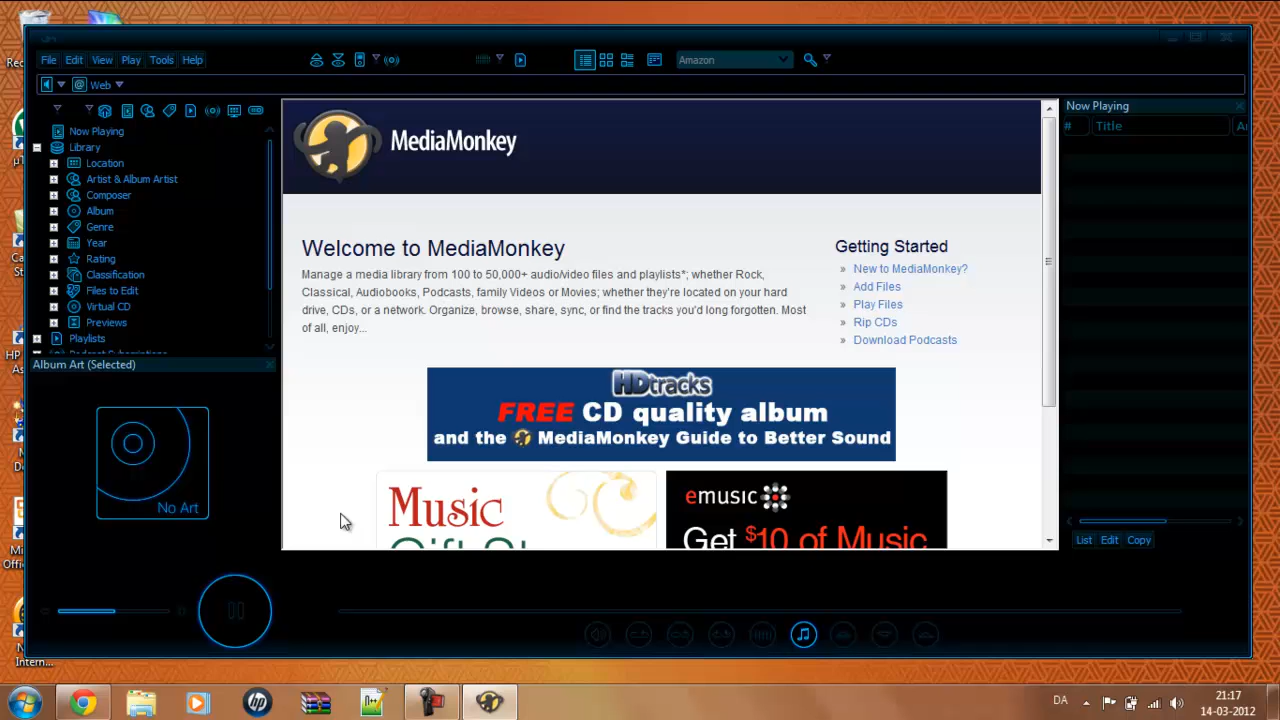 File Edit View Play Tools Help
Amazon
Web
Now Playing
Library
Location
Artist & Album Artist
Composer
Album
Genre
Year
Rating
Classification
Files to Edit
Virtual CD
Previews
Playlists
Podcast Subscriptions
Album Art (Selected)
No Art
MediaMonkey
Welcome to MediaMonkey
Manage a media library from 100 to 50,000+ audio/video files and playlists*; whether Rock,
Classical, Audiobooks, Podcasts, family Videos or Movies; whether they're located on your hard
drive, CDs, or a network. Organize, browse, share, sync, or find the tracks you'd long forgotten. Most
of all, enjoy...
Getting Started
» New to MediaMonkey?
» Add Files
» Play Files
» Rip CDs
» Download Podcasts
HDtracks
FREE CD quality album
and the MediaMonkey Guide to Better Sound
Music
emusic
Get $10 of Music
Now Playing
# Title
List Edit Copy
Intern...
DA
21:17
14-03-2012